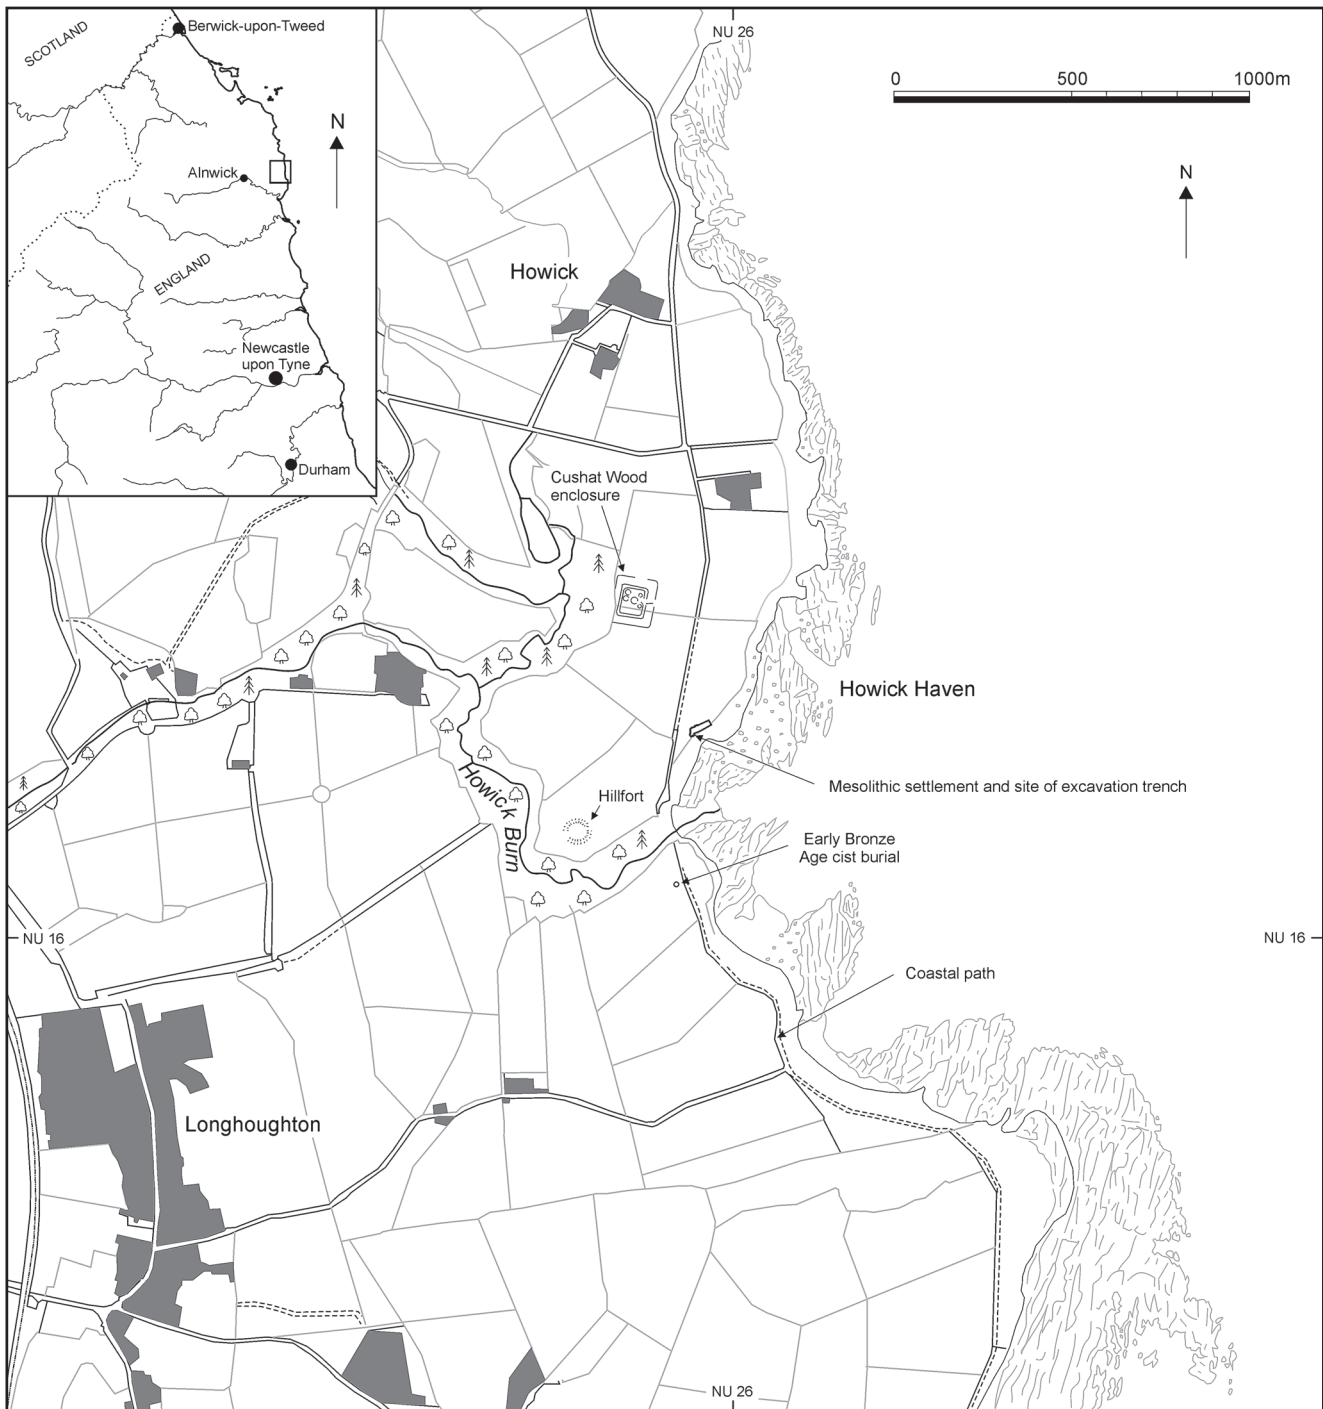 SCOTLAND
Berwick-upon-Tweed
N
Alnwick
ENGLAND
Newcastle
upon Tyne
Durham
NU 26
0 500 1000m
N
Howick
Cushat Wood
enclosure
Howick Haven
Mesolithic settlement and site of excavation trench
Howick Burn
Hillfort
Early Bronze
Age cist burial
NU 16
NU 16
Coastal path
Longhoughton
NU 26